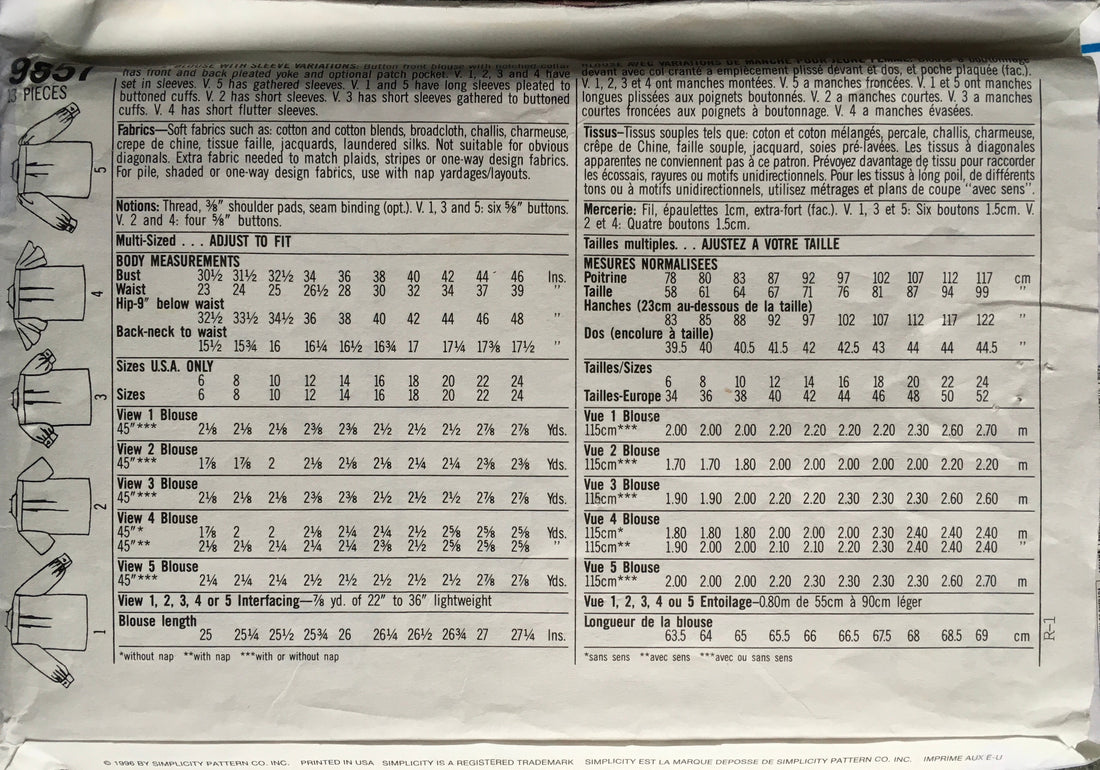 9857
13 PIECES
5
4
3
2
1
BLOUSE WITH SLEEVE VARIATIONS: Button front blouse with notched collar
has front and back pleated yoke and optional patch pocket. V. 1, 2, 3 and 4 have
set in sleeves. V. 5 has gathered sleeves. V. 1 and 5 have long sleeves pleated to
buttoned cuffs. V. 2 has short sleeves. V. 3 has short sleeves gathered to buttoned
cuffs. V. 4 has short flutter sleeves.
Fabrics—Soft fabrics such as: cotton and cotton blends, broadcloth, challis, charmeuse,
crepe de chine, tissue faille, jacquards, laundered silks. Not suitable for obvious
diagonals. Extra fabric needed to match plaids, stripes or one-way design fabrics.
For pile, shaded or one-way design fabrics, use with nap yardages/layouts.
Notions: Thread, ⅜" shoulder pads, seam binding (opt.). V. 1, 3 and 5: six ⅝" buttons.
V. 2 and 4: four ⅝" buttons.
Multi-Sized . . . ADJUST TO FIT
BODY MEASUREMENTS
Bust 30½ 31½ 32½ 34 36 38 40 42 44 46 Ins.
Waist 23 24 25 26½ 28 30 32 34 37 39 "
Hip-9" below waist
32½ 33½ 34½ 36 38 40 42 44 46 48 "
Back-neck to waist
15½ 15¾ 16 16¼ 16½ 16¾ 17 17¼ 17⅜ 17½ "
Sizes U.S.A. ONLY
6 8 10 12 14 16 18 20 22 24
Sizes 6 8 10 12 14 16 18 20 22 24
View 1 Blouse
45"*** 2⅛ 2⅛ 2⅛ 2⅜ 2⅜ 2½ 2½ 2½ 2⅞ 2⅞ Yds.
View 2 Blouse
45"*** 1⅞ 1⅞ 2 2⅛ 2⅛ 2⅛ 2¼ 2¼ 2⅜ 2⅜ Yds.
View 3 Blouse
45"*** 2⅛ 2⅛ 2⅛ 2⅜ 2⅜ 2½ 2½ 2½ 2⅞ 2⅞ Yds.
View 4 Blouse
45"* 1⅞ 2 2 2⅛ 2¼ 2¼ 2½ 2⅝ 2⅝ 2⅝ Yds.
45"** 2⅛ 2⅛ 2¼ 2¼ 2¼ 2⅜ 2½ 2⅝ 2⅝ 2⅝ "
View 5 Blouse
45"*** 2¼ 2¼ 2¼ 2½ 2½ 2½ 2½ 2½ 2⅞ 2⅞ Yds.
View 1, 2, 3, 4 or 5 Interfacing—⅞ yd. of 22" to 36" lightweight
Blouse length
25 25¼ 25½ 25¾ 26 26¼ 26½ 26¾ 27 27¼ Ins.
*without nap **with nap ***with or without nap
devant avec col cranté a empiècement plissé devant et dos, et poche plaquée (fac.).
V. 1, 2, 3 et 4 ont manches montées. V. 5 a manches froncées. V. 1 et 5 ont manches
longues plissées aux poignets boutonnés. V. 2 a manches courtes. V. 3 a manches
courtes froncées aux poignets à boutonnage. V. 4 a manches évasées.
Tissus—Tissus souples tels que: coton et coton mélangés, percale, challis, charmeuse,
crêpe de Chine, faille souple, jacquard, soies pré-lavées. Les tissus à diagonales
apparentes ne conviennent pas à ce patron. Prévoyez davantage de tissu pour raccorder
les écossais, rayures ou motifs unidirectionnels. Pour les tissus à long poil, de différents
tons ou à motifs unidirectionnels, utilisez métrages et plans de coupe "avec sens".
Mercerie: Fil, épaulettes 1cm, extra-fort (fac.). V. 1, 3 et 5: Six boutons 1.5cm. V.
2 et 4: Quatre boutons 1.5cm.
Tailles multiples. . . AJUSTEZ A VOTRE TAILLE
MESURES NORMALISEES
Poitrine 78 80 83 87 92 97 102 107 112 117 cm
Taille 58 61 64 67 71 76 81 87 94 99 "
Hanches (23cm au-dessous de la taille)
83 85 88 92 97 102 107 112 117 122 "
Dos (encolure à taille)
39.5 40 40.5 41.5 42 42.5 43 44 44 44.5 "
Tailles/Sizes
6 8 10 12 14 16 18 20 22 24
Tailles-Europe 34 36 38 40 42 44 46 48 50 52
Vue 1 Blouse
115cm*** 2.00 2.00 2.00 2.20 2.20 2.20 2.20 2.30 2.60 2.70 m
Vue 2 Blouse
115cm*** 1.70 1.70 1.80 2.00 2.00 2.00 2.00 2.00 2.20 2.20 m
Vue 3 Blouse
115cm*** 1.90 1.90 2.00 2.20 2.20 2.30 2.30 2.30 2.60 2.60 m
Vue 4 Blouse
115cm* 1.80 1.80 1.80 2.00 2.00 2.00 2.30 2.40 2.40 2.40 m
115cm** 1.90 2.00 2.00 2.10 2.10 2.20 2.30 2.40 2.40 2.40 "
Vue 5 Blouse
115cm*** 2.00 2.00 2.20 2.20 2.30 2.30 2.30 2.30 2.60 2.70 m
Vue 1, 2, 3, 4 ou 5 Entoilage—0.80m de 55cm à 90cm léger
Longueur de la blouse
63.5 64 65 65.5 66 66.5 67.5 68 68.5 69 cm
*sans sens **avec sens ***avec ou sans sens
R-1
© 1996 BY SIMPLICITY PATTERN CO. INC. PRINTED IN USA SIMPLICITY IS A REGISTERED TRADEMARK SIMPLICITY EST LA MARQUE DEPOSSE DE SIMPLICITY PATTERN CO. INC. IMPRIME AUX E-U